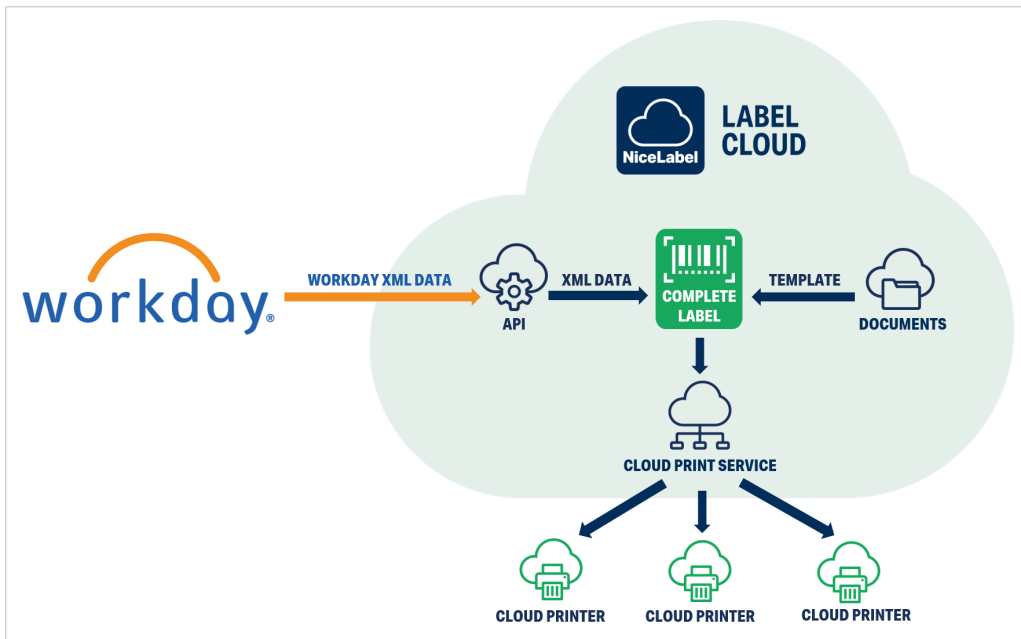 NiceLabel
LABEL
CLOUD
workday®
WORKDAY XML DATA
API
XML DATA
COMPLETE
LABEL
TEMPLATE
DOCUMENTS
CLOUD PRINT SERVICE
CLOUD PRINTER
CLOUD PRINTER
CLOUD PRINTER